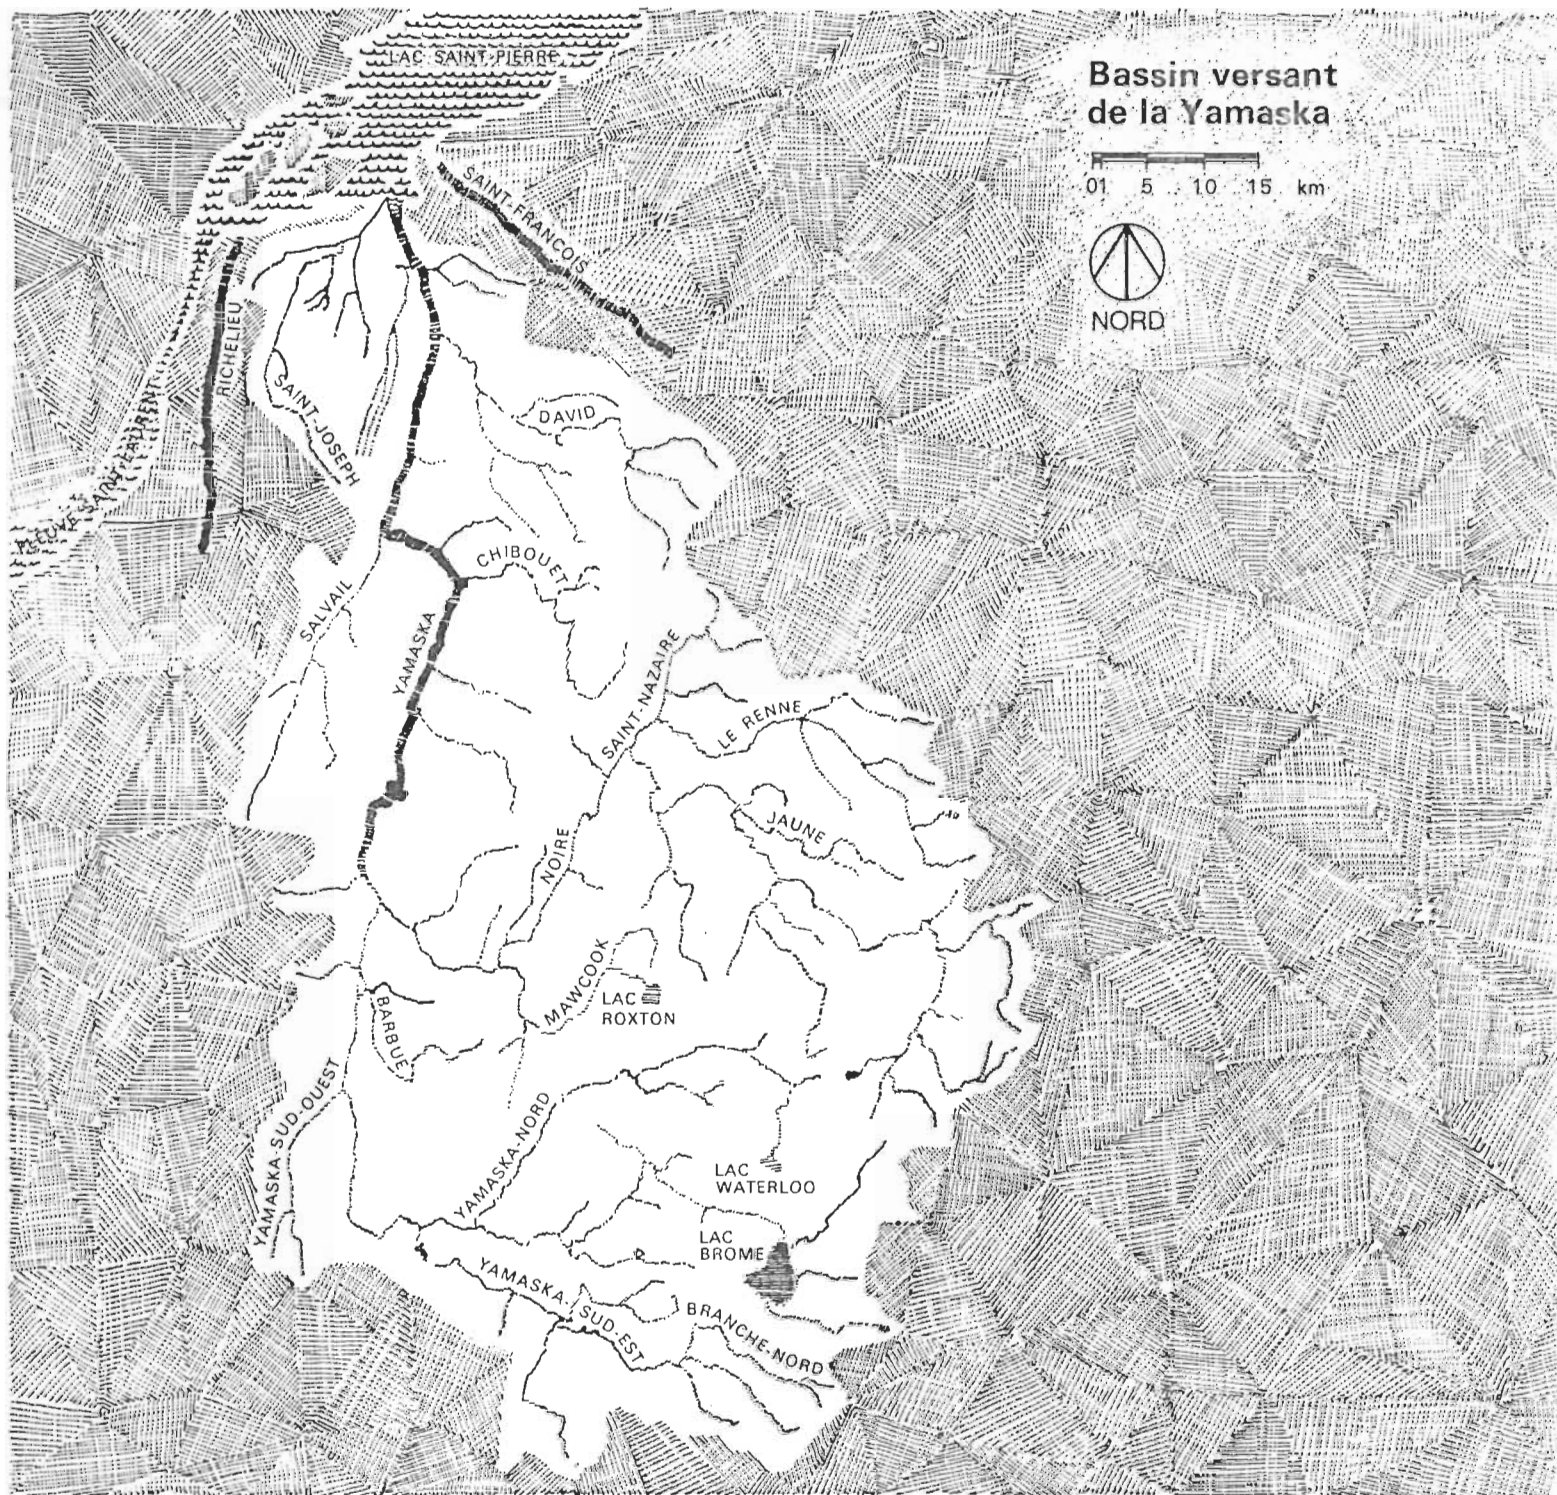 LAC SAINT-PIERRE
Bassin versant
de la Yamaska
01 5 10 15 km
NORD
SAINT-FRANCOIS
RICHELIEU
FLEUVE SAINT-LAURENT
SAINT-JOSEPH
DAVID
CHIBOUET
SALVAIL
YAMASKA
SAINT-NAZAIRE
LE RENNE
JAUNE
NOIRE
MAWCOOK
LAC
ROXTON
BARBUE
YAMASKA SUD-OUEST
YAMASKA-NORD
LAC
WATERLOO
LAC
BROME
YAMASKA SUD-EST
BRANCHE-NORD